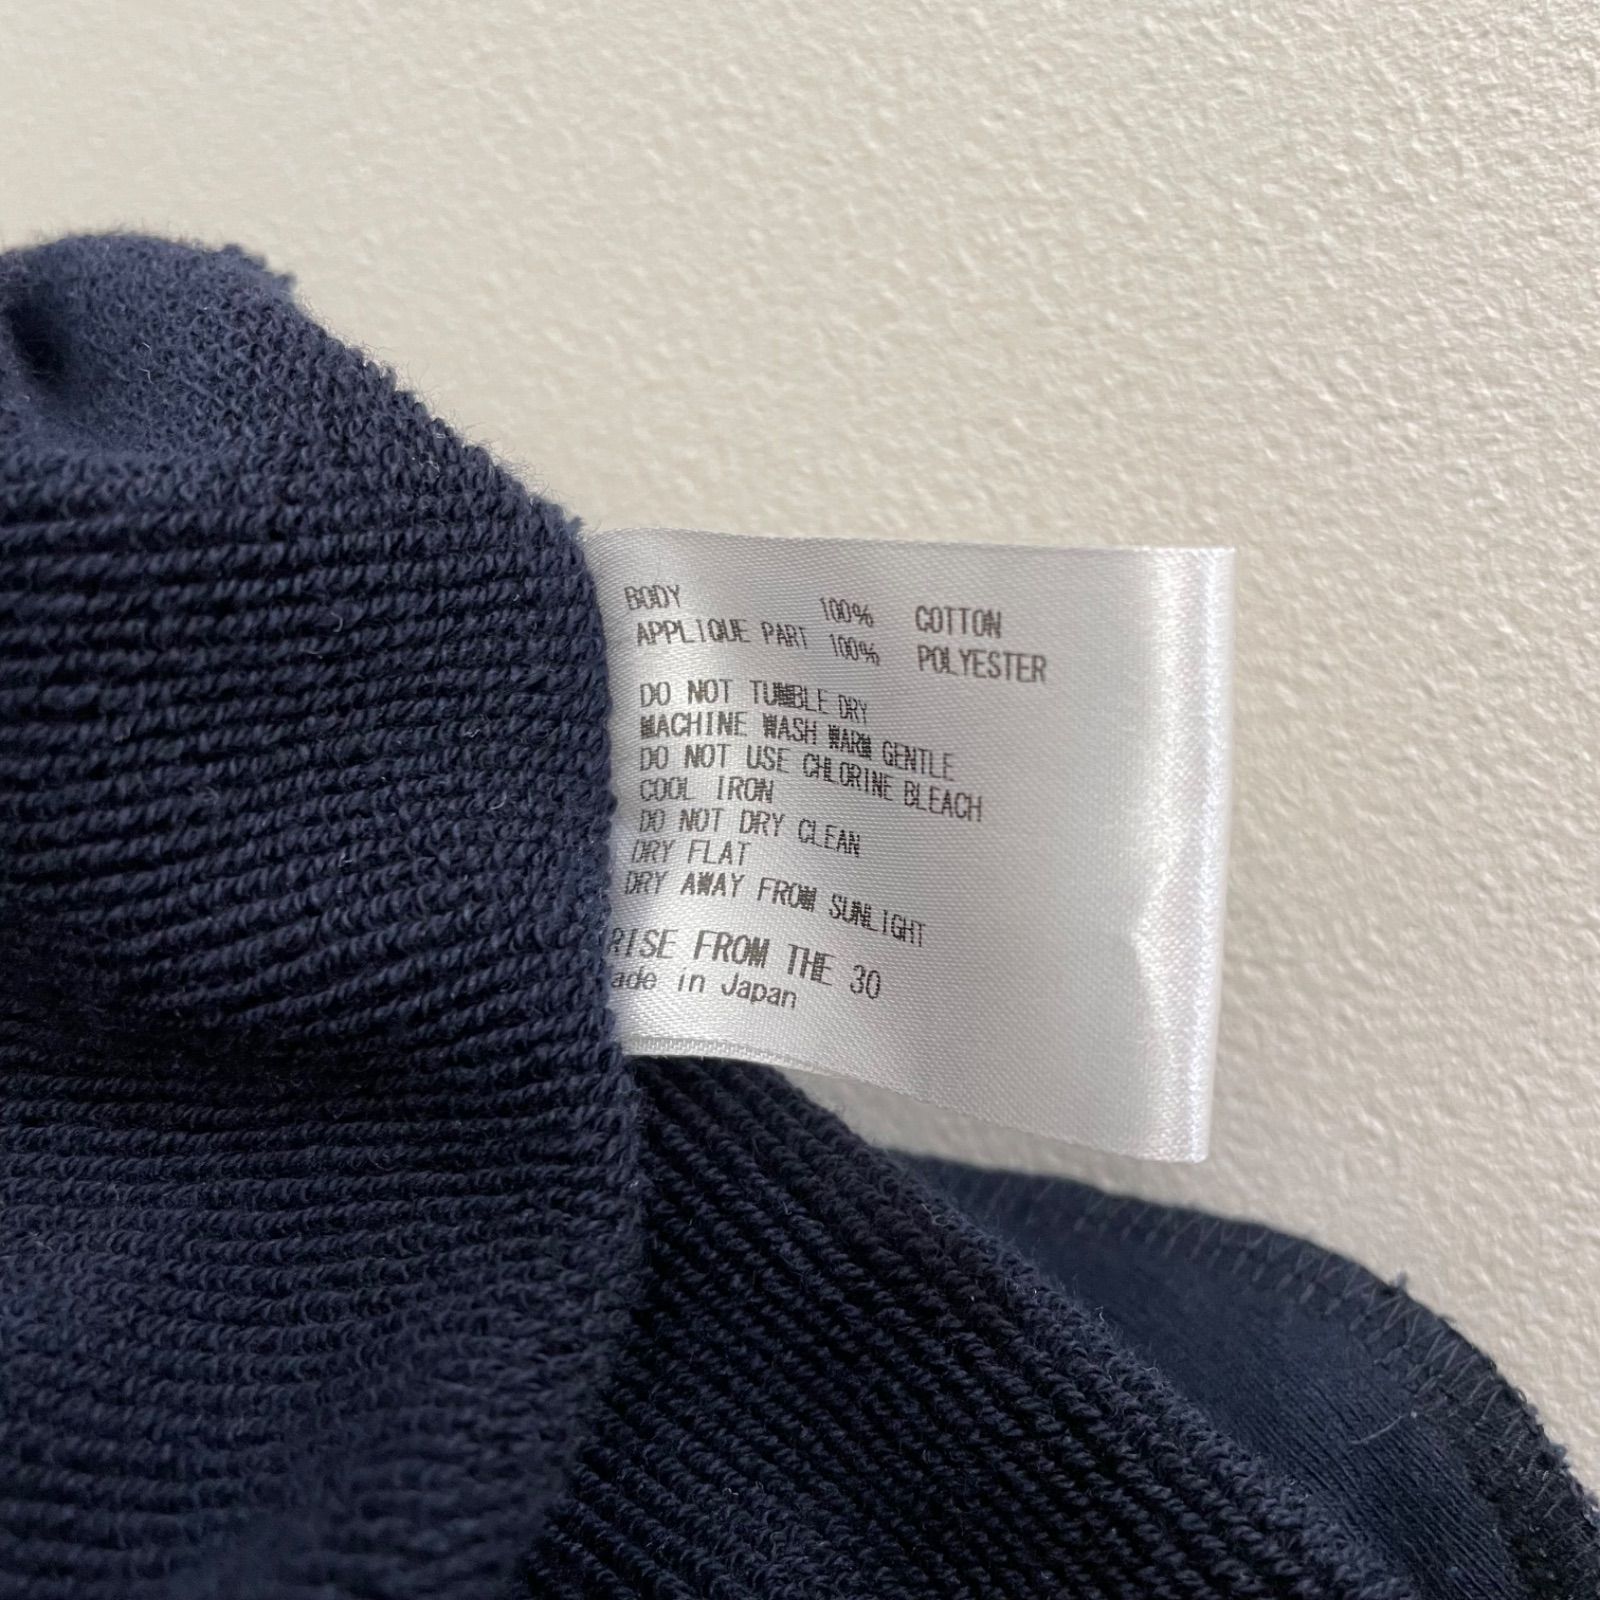 BODY 100% COTTON
APPLIQUE PART 100% POLYESTER
DO NOT TUMBLE DRY
MACHINE WASH WARM GENTLE
DO NOT USE CHLORINE BLEACH
COOL IRON
DO NOT DRY CLEAN
DRY FLAT
DRY AWAY FROM SUNLIGHT
RISE FROM THE 30
ade in Japan